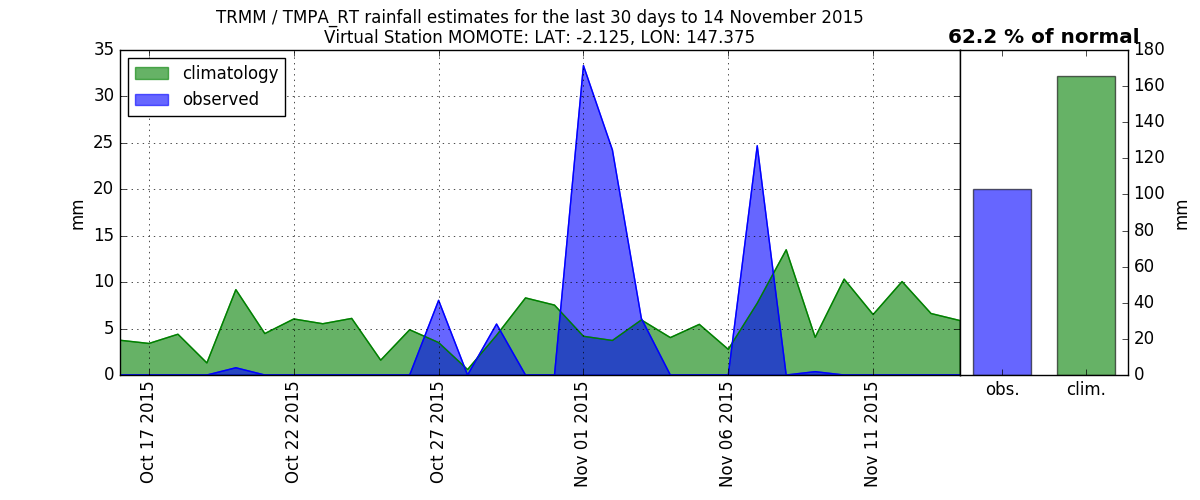 TRMM / TMPA_RT rainfall estimates for the last 30 days to 14 November 2015
Virtual Station MOMOTE: LAT: -2.125, LON: 147.375
62.2 % of normal
climatology
observed
35
30
25
20
15
10
5
0
mm
Oct 17 2015
Oct 22 2015
Oct 27 2015
Nov 01 2015
Nov 06 2015
Nov 11 2015
180
160
140
120
100
80
60
40
20
0
mm
obs.
clim.